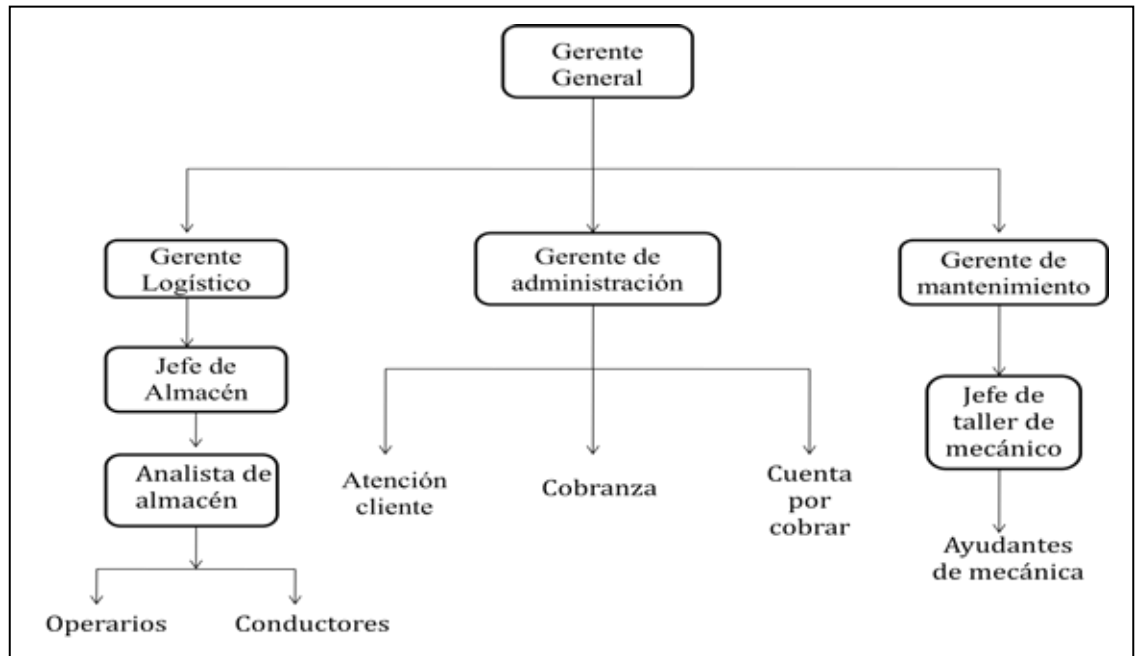 Gerente
General
Gerente
Logístico
Gerente de
administración
Gerente de
mantenimiento
Jefe de
Almacén
Jefe de
taller de
mecánico
Analista de
almacén
Atención
cliente
Cobranza
Cuenta
por
cobrar
Ayudantes
de mecánica
Operarios
Conductores